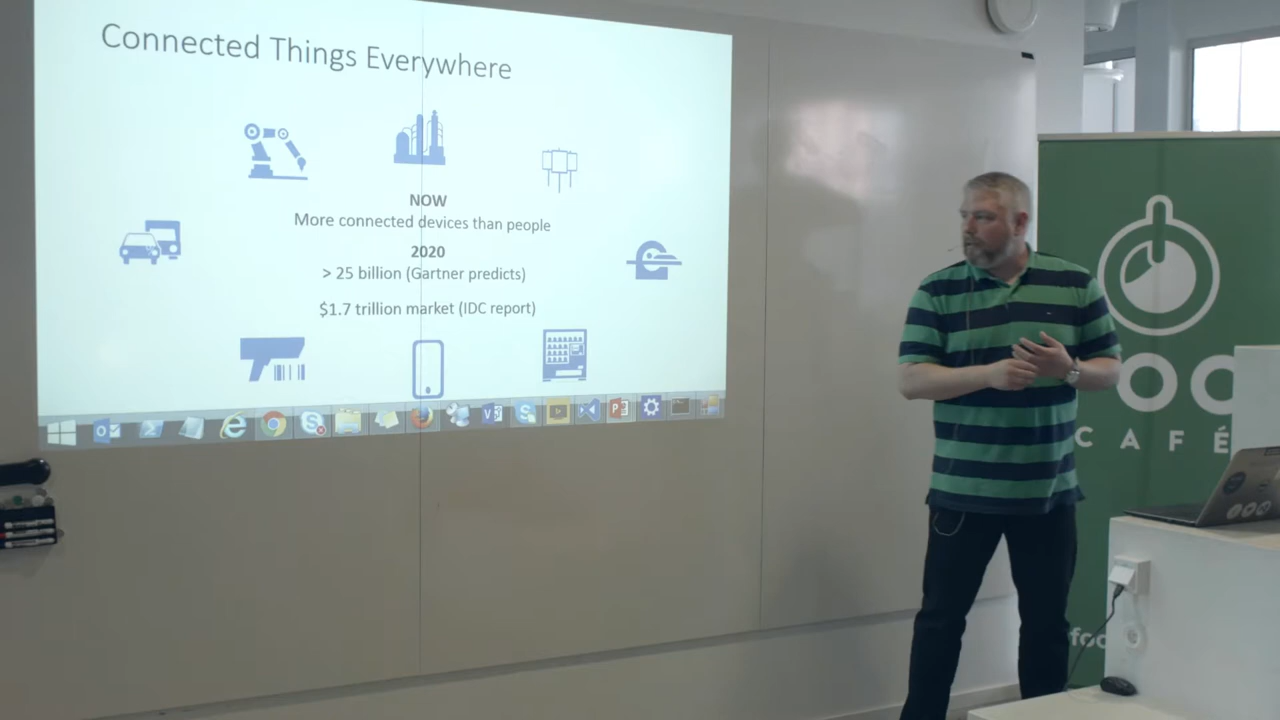 Connected Things Everywhere
NOW
More connected devices than people
2020
> 25 billion (Gartner predicts)
$1.7 trillion market (IDC report)
CAFÉ